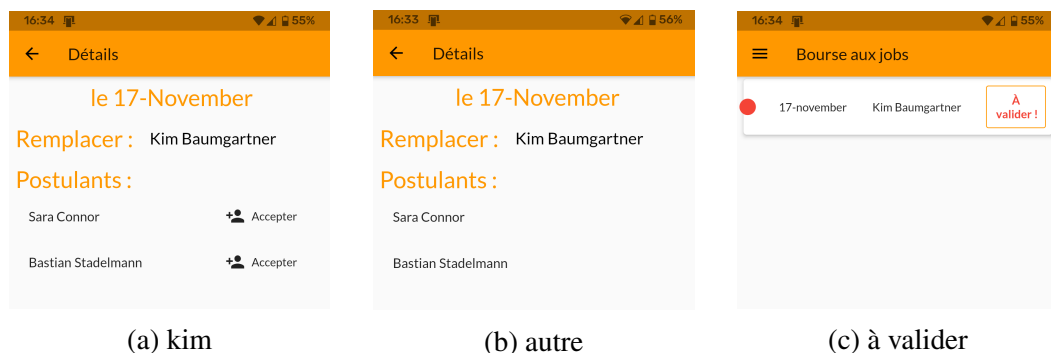 16:34 55%
Détails
le 17-November
Remplacer : Kim Baumgartner
Postulants :
Sara Connor Accepter
Bastian Stadelmann Accepter
(a) kim
16:33 56%
Détails
le 17-November
Remplacer : Kim Baumgartner
Postulants :
Sara Connor
Bastian Stadelmann
(b) autre
16:34 55%
Bourse aux jobs
17-november Kim Baumgartner À
valider !
(c) à valider